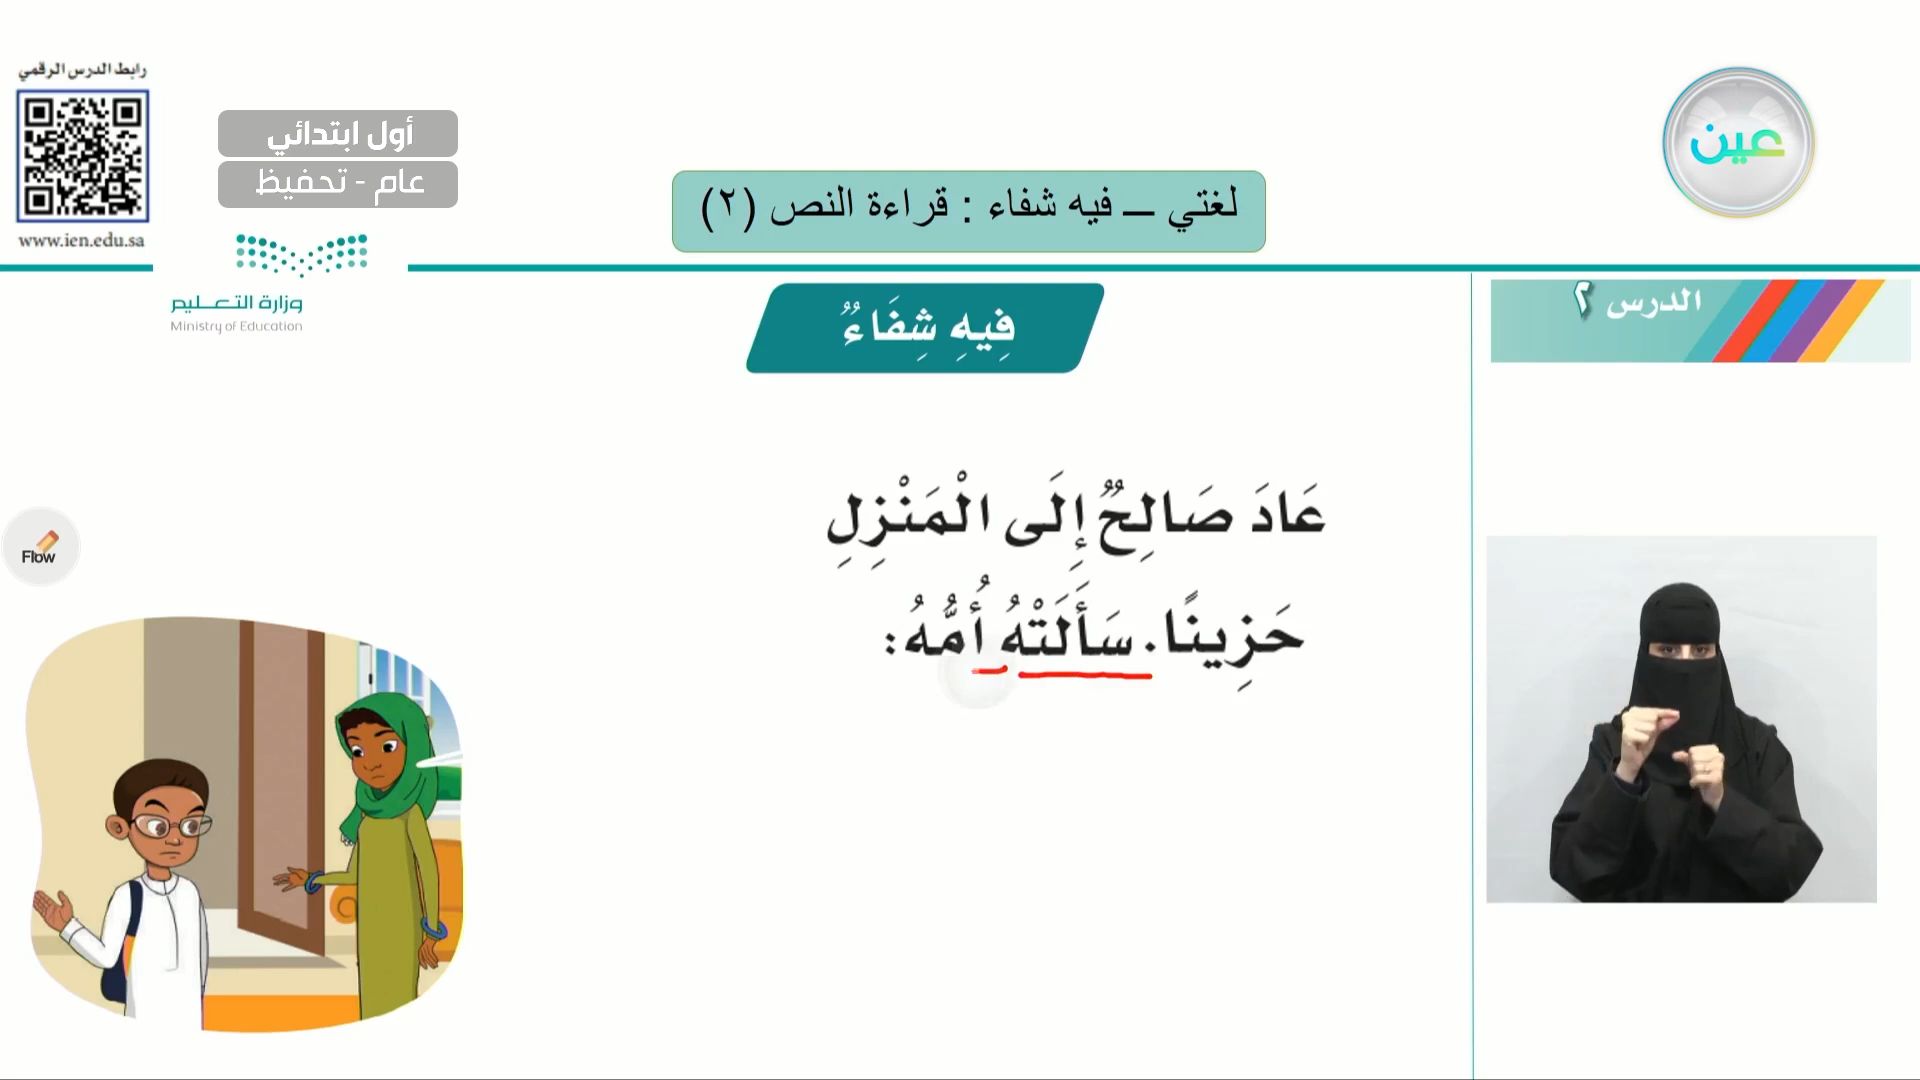 رابط الدرس الرقمي
www.ien.edu.sa
أول ابتدائي
عام - تحفيظ
وزارة التعليم
Ministry of Education
عين
لغتي – فيه شفاء : قراءة النص (٢)
الدرس ٢
فِيهِ شِفَاءٌ
عَادَ صَالِحٌ إِلَى الْمَنْزِلِ
حَزِينًا. سَأَلَتْهُ أُمُّهُ:
Flow